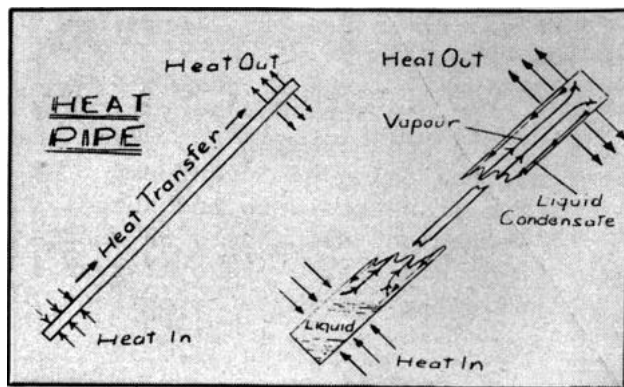 HEAT
PIPE
Heat Out
Heat Transfer
Heat In
Heat Out
Vapour
Liquid
Condensate
Liquid
Heat In